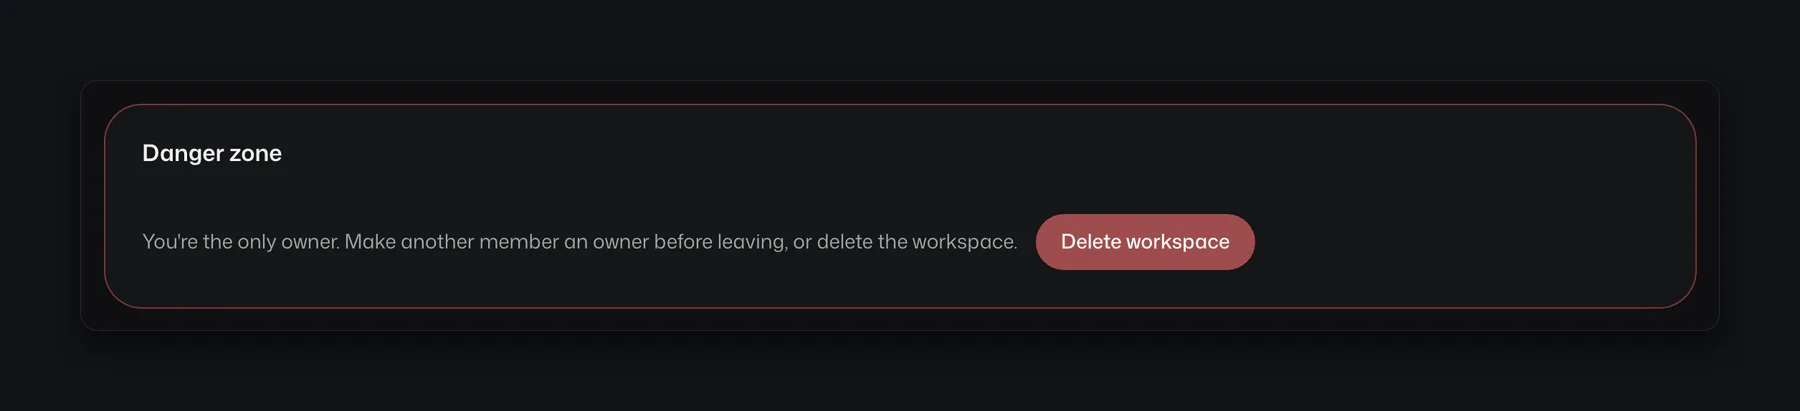 Danger zone
You're the only owner. Make another member an owner before leaving, or delete the workspace.
Delete workspace